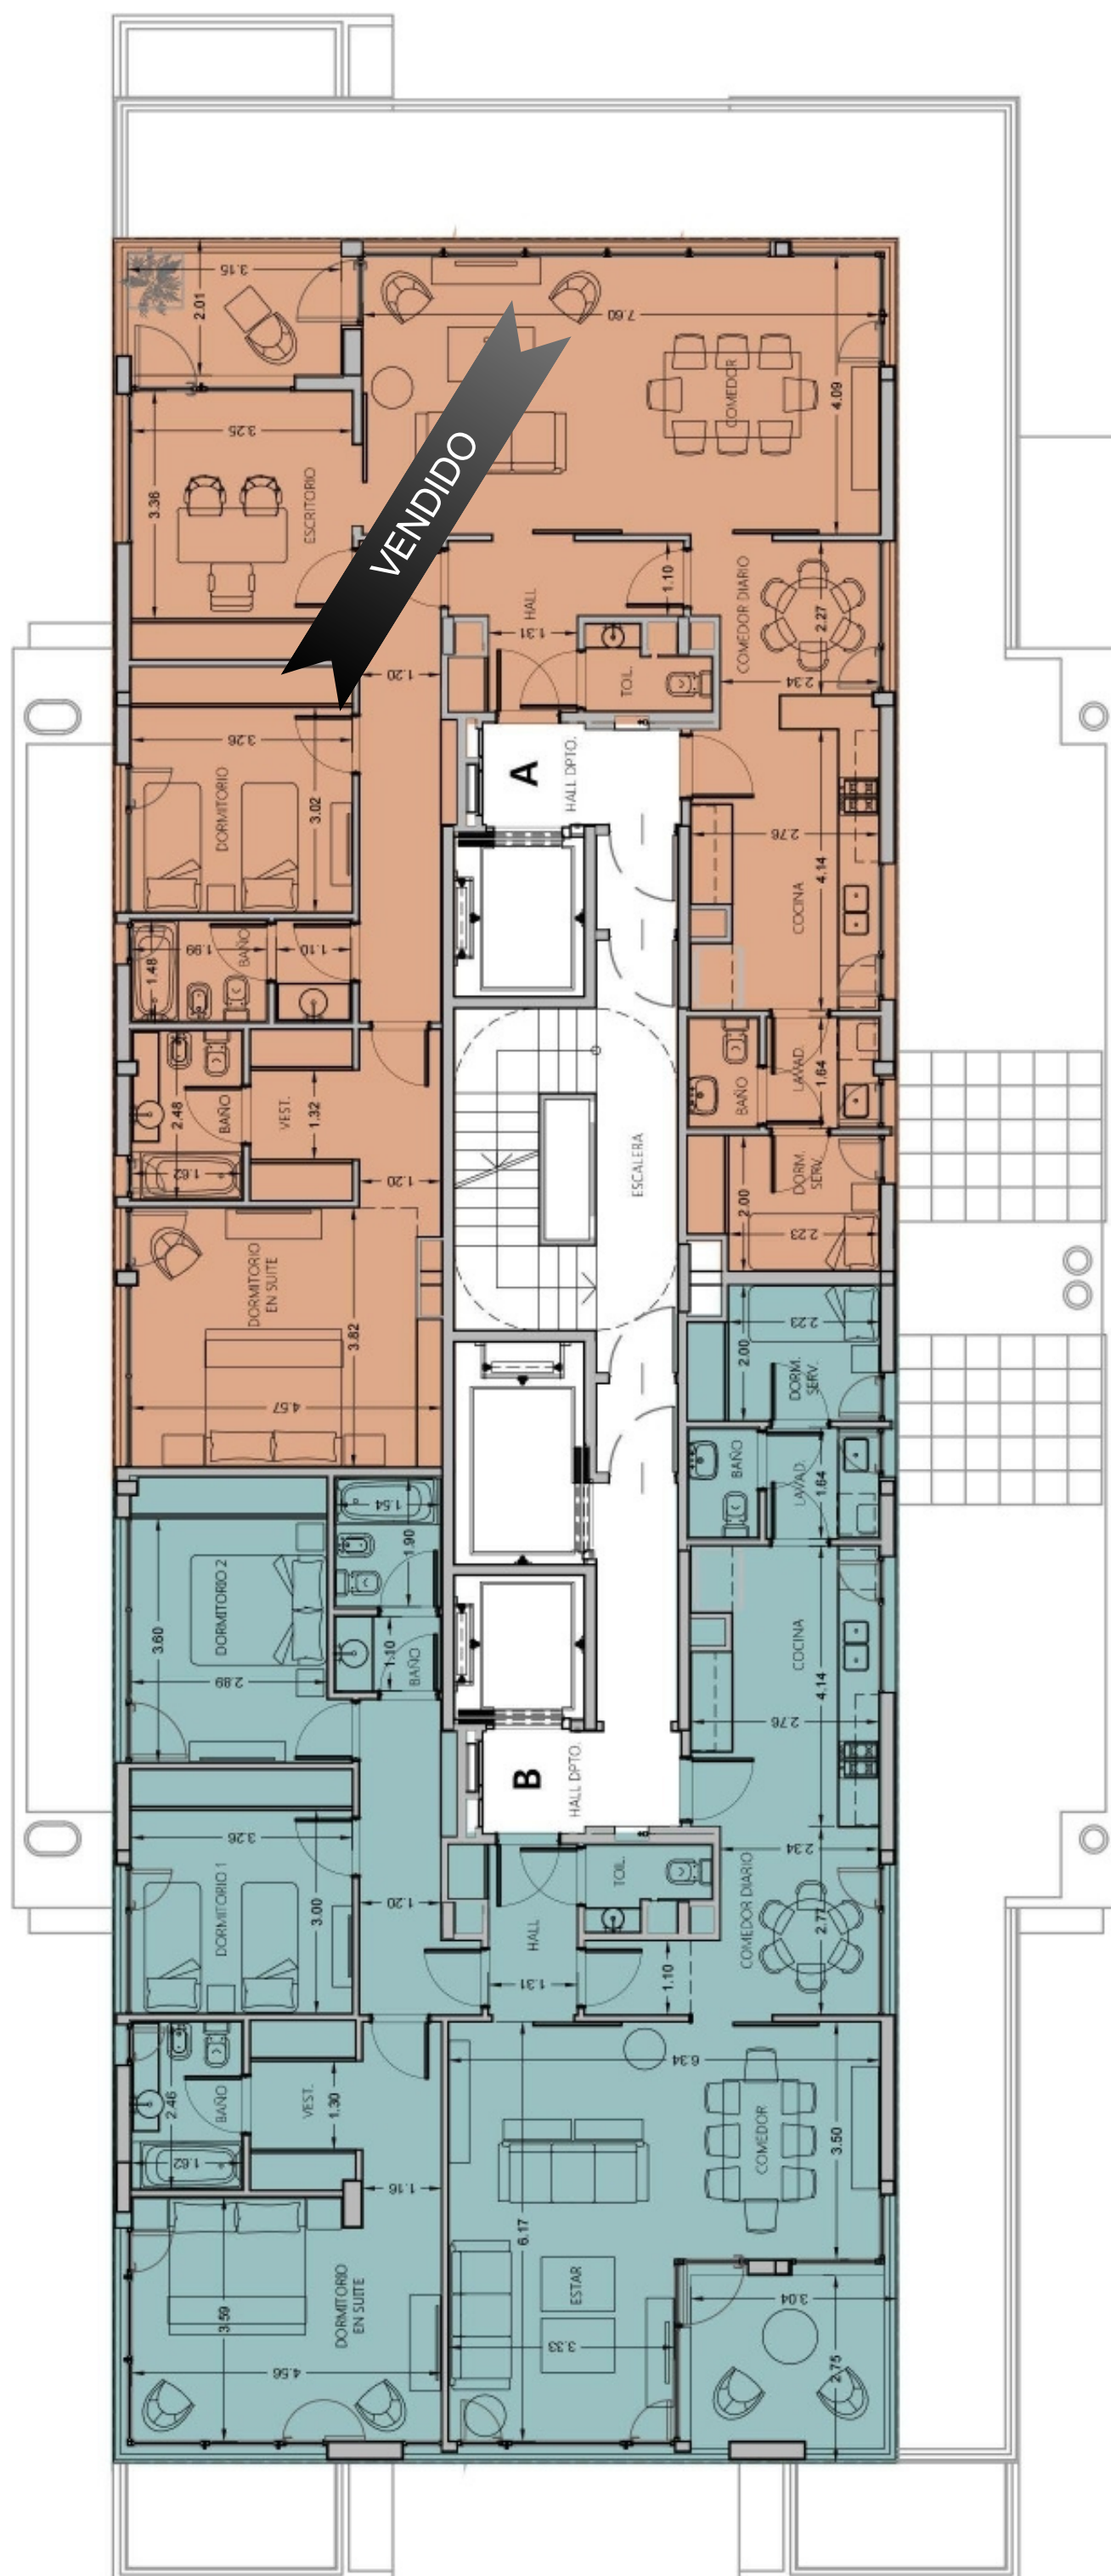 3.15
2.01
7.60
COMEDOR
4.09
3.25
3.36
ESCRITORIO
VENDIDO
HALL
1.10
1.31
COMEDOR DIARIO
2.27
2.34
TOL.
1.20
3.26
DORMITORIO
3.02
A
HALL DPTO.
2.76
4.14
COCINA
1.99
1.48
BAÑO
1.10
2.48
BAÑO
1.62
VEST.
1.32
1.20
BAÑO
LAVAD.
1.64
ESCALERA
DORM.
SERV.
2.00
2.23
DORMITORIO
EN SUITE
3.82
4.57
2.23
2.00
DORM.
SERV.
BAÑO
LAVAD.
1.64
DORMITORIO 2
3.60
2.89
1.54
1.90
1.10
BAÑO
COCINA
4.14
2.76
B
HALL DPTO.
3.26
DORMITORIO 1
3.00
1.20
TOIL.
2.34
COMEDOR DIARIO
2.77
HALL
1.31
1.10
2.46
BAÑO
1.62
VEST.
1.30
1.16
6.34
COMEDOR
3.50
6.17
ESTAR
3.33
DORMITORIO
EN SUITE
3.59
4.56
3.04
2.75